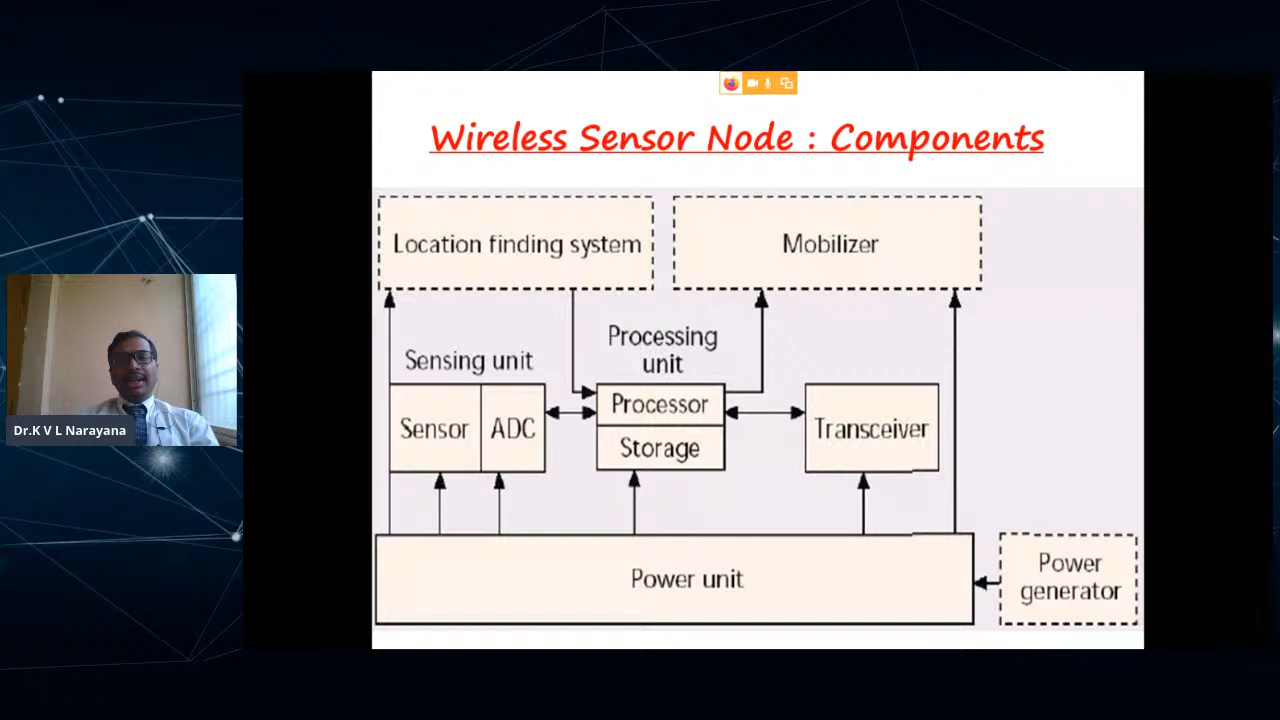 Wireless Sensor Node : Components
Location finding system
Mobilizer
Sensing unit
Processing
unit
Sensor
ADC
Processor
Storage
Transceiver
Power unit
Power
generator
Dr.K V L Narayana